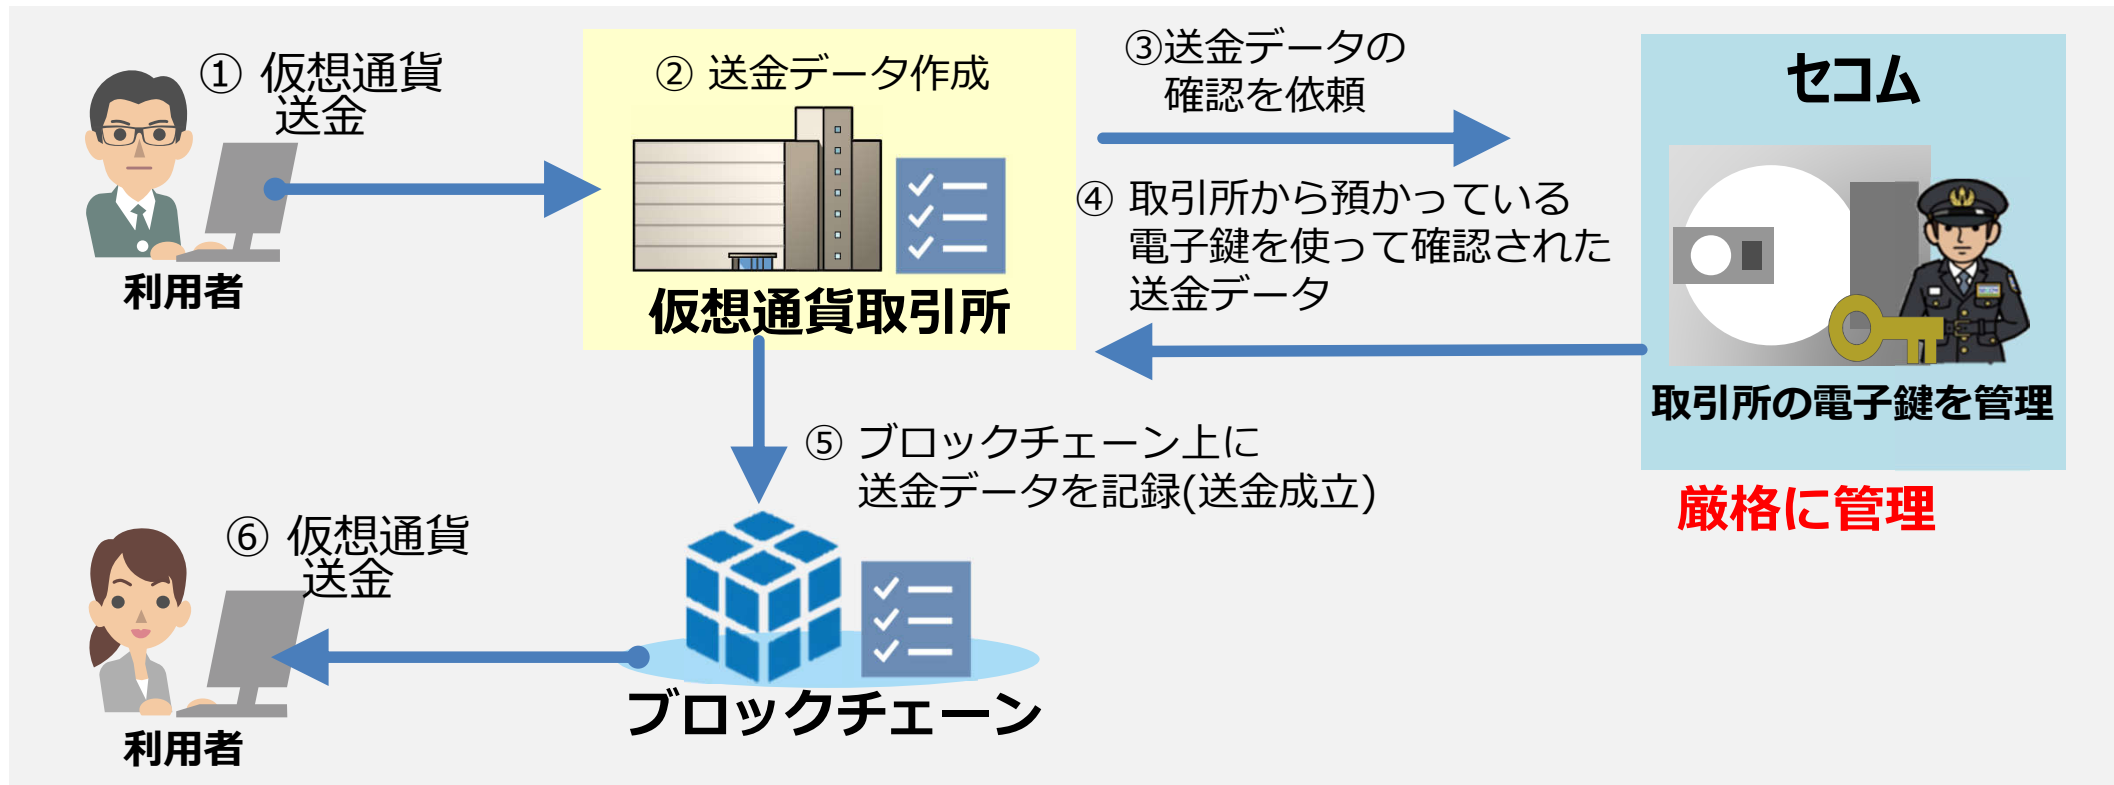 ① 仮想通貨
送金
利用者
② 送金データ作成
仮想通貨取引所
③送金データの
確認を依頼
④ 取引所から預かっている
電子鍵を使って確認された
送金データ
セコム
取引所の電子鍵を管理
厳格に管理
⑤ ブロックチェーン上に
送金データを記録(送金成立)
ブロックチェーン
⑥ 仮想通貨
送金
利用者